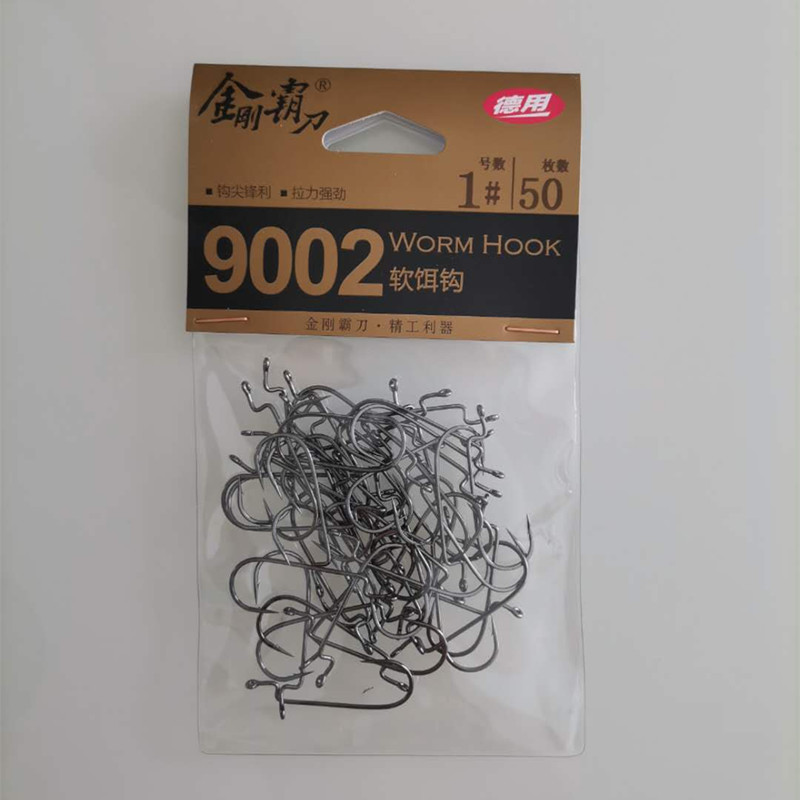 金剛霸刀®
德用
号数 枚数
1# 50
■ 钩尖锋利 ■ 拉力强劲
9002 WORM HOOK
软饵钩
金刚霸刀·精工利器